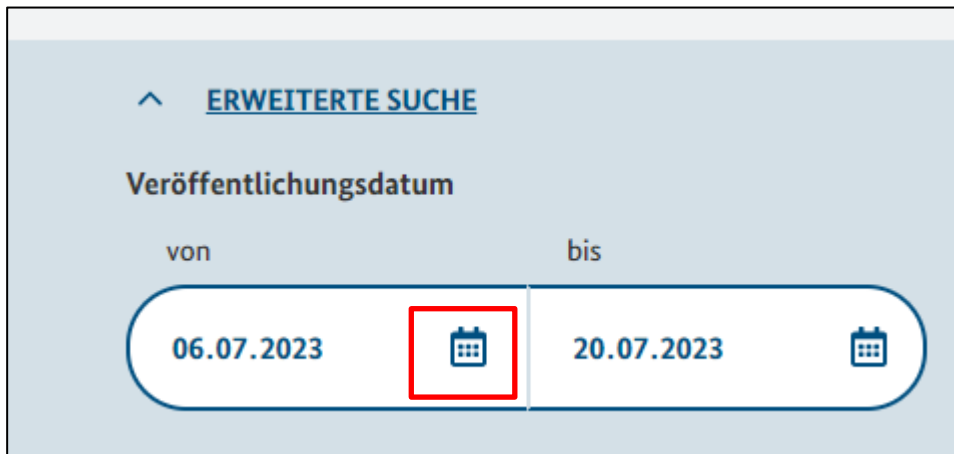 ERWEITERTE SUCHE
Veröffentlichungsdatum
von bis
06.07.2023 20.07.2023